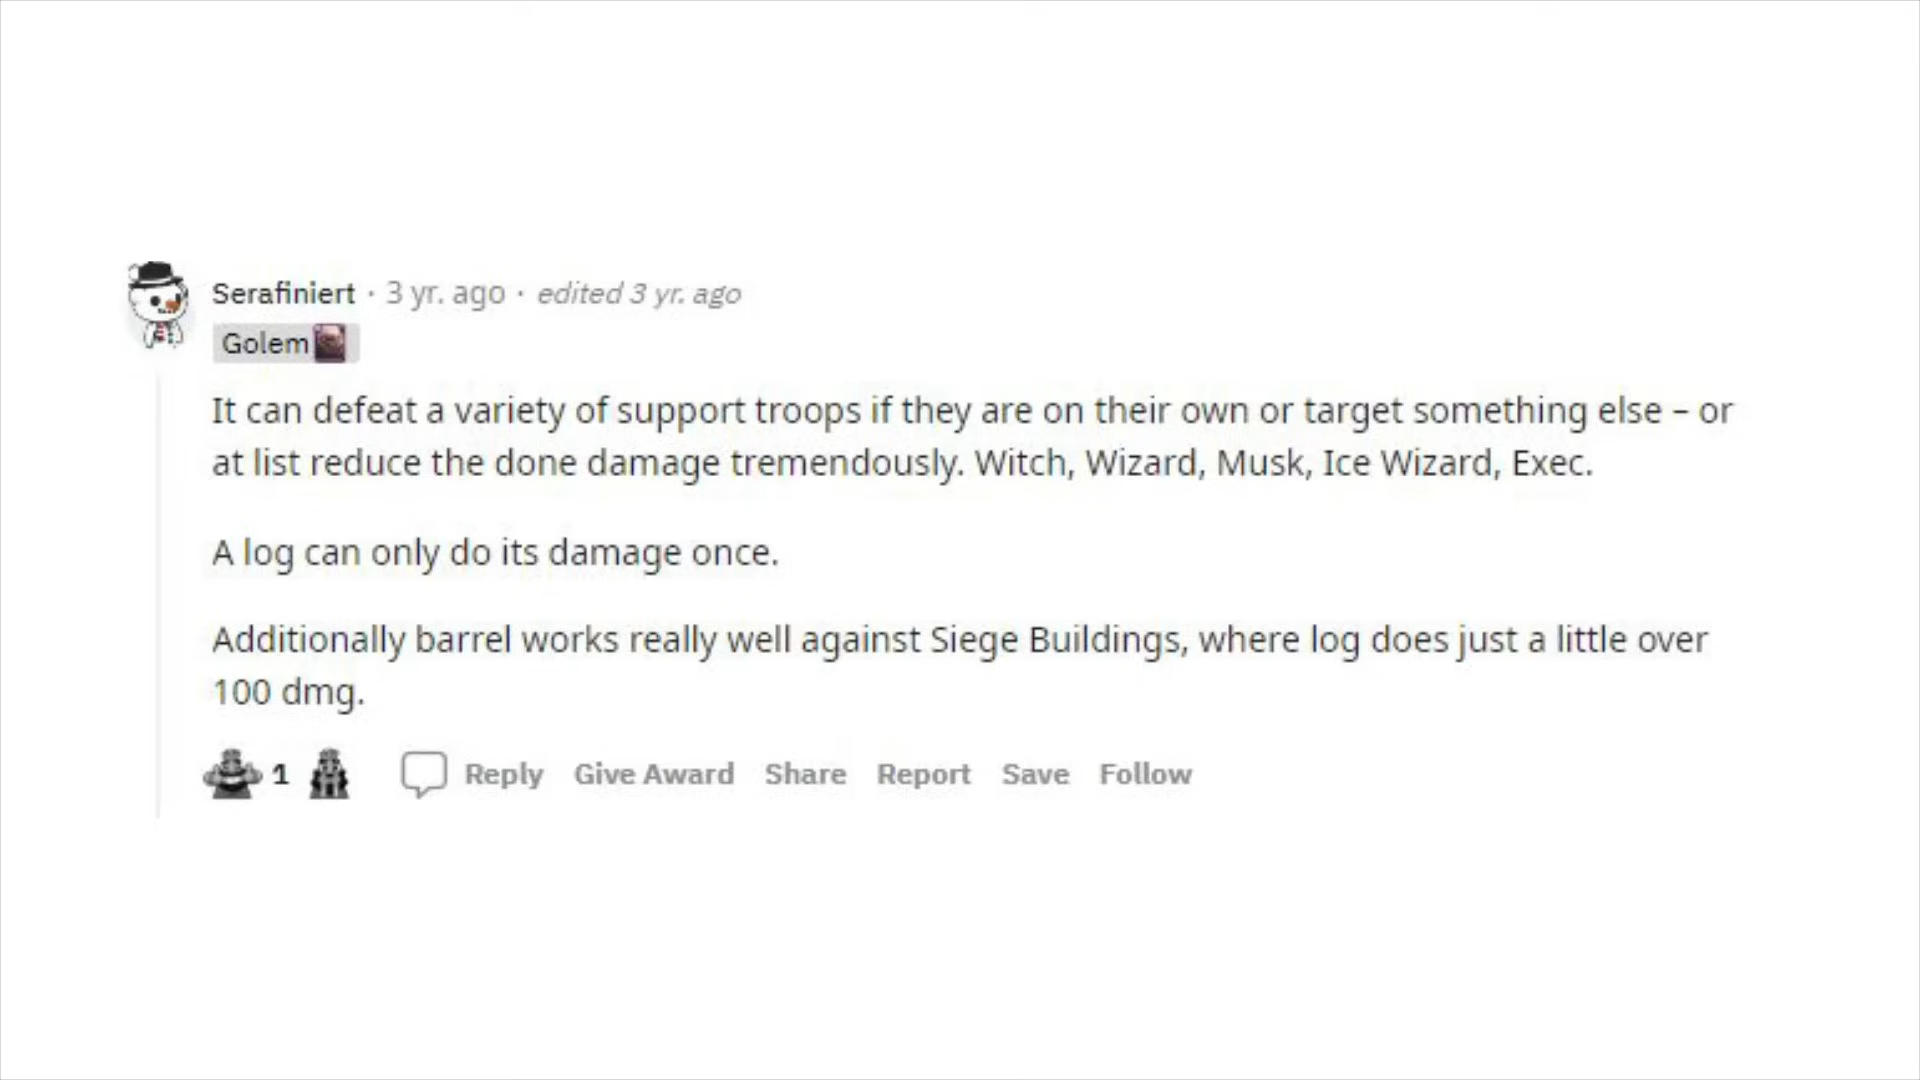 Serafiniert · 3 yr. ago · edited 3 yr. ago
Golem
It can defeat a variety of support troops if they are on their own or target something else – or
at list reduce the done damage tremendously. Witch, Wizard, Musk, Ice Wizard, Exec.
A log can only do its damage once.
Additionally barrel works really well against Siege Buildings, where log does just a little over
100 dmg.
1 Reply Give Award Share Report Save Follow